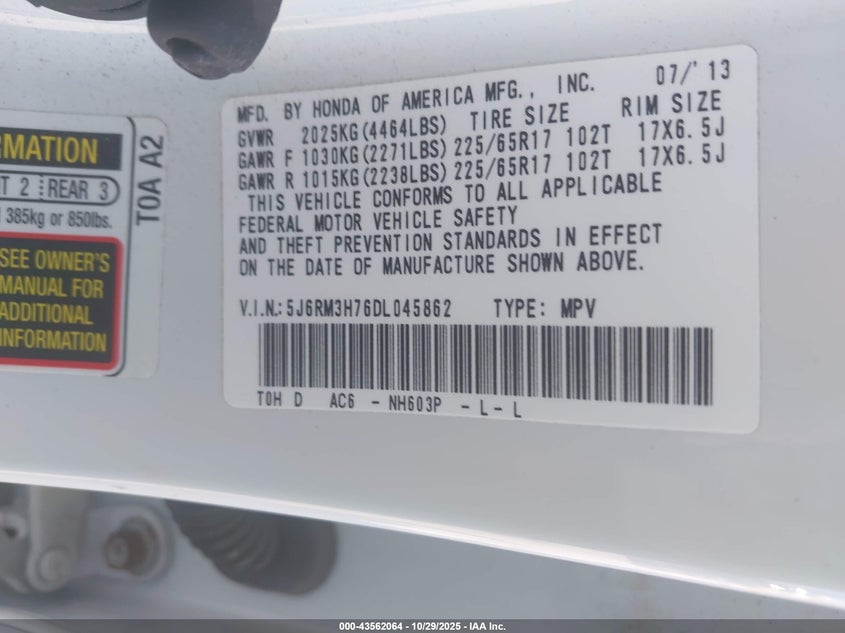 RMATION
T 2 REAR 3
385kg or 850lbs.
SEE OWNER'S
MANUAL FOR
ADDITIONAL
INFORMATION
T0A A2
MFD. BY HONDA OF AMERICA MFG., INC. 07/'13
GVWR 2025KG(4464LBS) TIRE SIZE RIM SIZE
GAWR F 1030KG(2271LBS) 225/65R17 102T 17X6.5J
GAWR R 1015KG(2238LBS) 225/65R17 102T 17X6.5J
THIS VEHICLE CONFORMS TO ALL APPLICABLE
FEDERAL MOTOR VEHICLE SAFETY
AND THEFT PREVENTION STANDARDS IN EFFECT
ON THE DATE OF MANUFACTURE SHOWN ABOVE.
V.I.N.:5J6RM3H76DL045862 TYPE: MPV
T0H D AC6 - NH603P - L - L
000-43562064 | 10/29/2025 - IAA Inc.